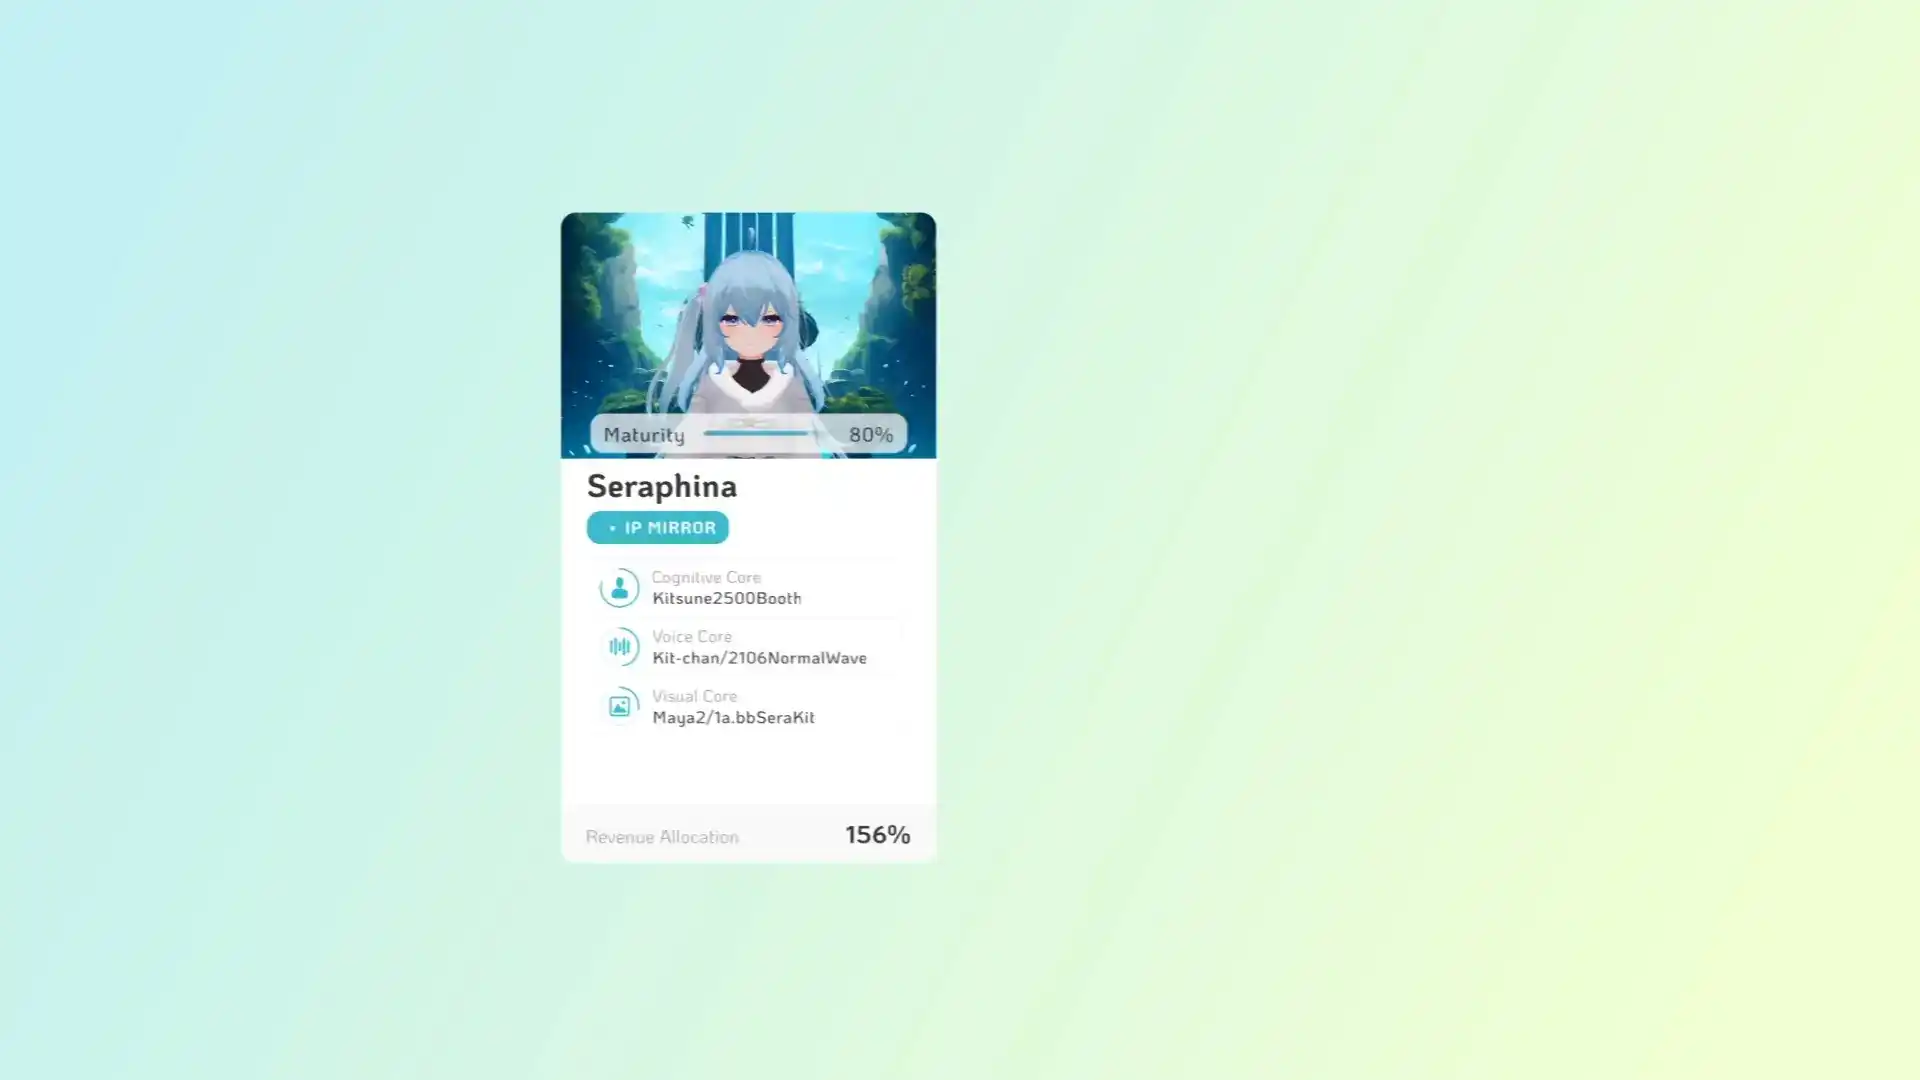 Maturity 80%
Seraphina
• IP MIRROR
Cognitive Core
Kitsune2500Booth
Voice Core
Kit-chan/2106NormalWave
Visual Core
Maya2/1a.bbSeraKit
Revenue Allocation 156%